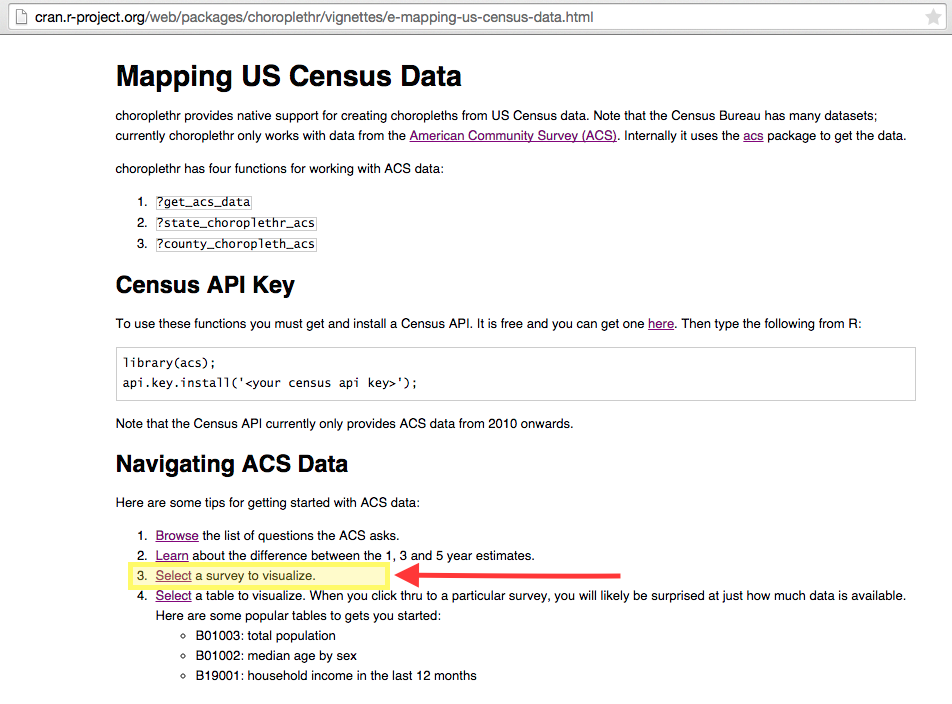 cran.r-project.org/web/packages/choroplethr/vignettes/e-mapping-us-census-data.html
Mapping US Census Data
choroplethr provides native support for creating choropleths from US Census data. Note that the Census Bureau has many datasets;
currently choroplethr only works with data from the American Community Survey (ACS). Internally it uses the acs package to get the data.
choroplethr has four functions for working with ACS data:
1. ?get_acs_data
2. ?state_choroplethr_acs
3. ?county_choropleth_acs
Census API Key
To use these functions you must get and install a Census API. It is free and you can get one here. Then type the following from R:
library(acs);
api.key.install('<your census api key>');
Note that the Census API currently only provides ACS data from 2010 onwards.
Navigating ACS Data
Here are some tips for getting started with ACS data:
1. Browse the list of questions the ACS asks.
2. Learn about the difference between the 1, 3 and 5 year estimates.
3. Select a survey to visualize.
4. Select a table to visualize. When you click thru to a particular survey, you will likely be surprised at just how much data is available.
Here are some popular tables to gets you started:
◦ B01003: total population
◦ B01002: median age by sex
◦ B19001: household income in the last 12 months